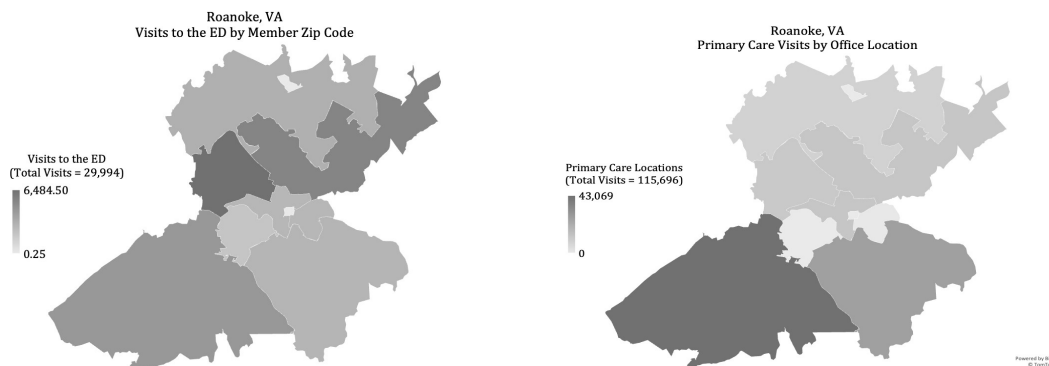 Roanoke, VA
Visits to the ED by Member Zip Code
Visits to the ED
(Total Visits = 29,994)
6,484.50
0.25
Roanoke, VA
Primary Care Visits by Office Location
Primary Care Locations
(Total Visits = 115,696)
43,069
0
Powered by Bi
© TomTo